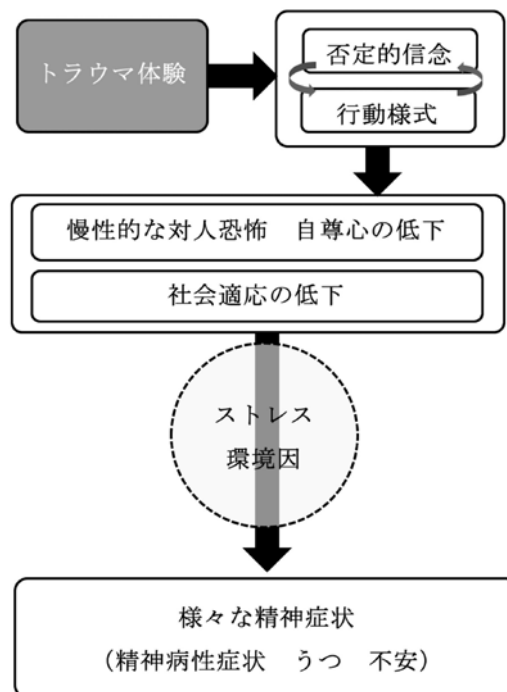 トラウマ体験
否定的信念
行動様式
慢性的な対人恐怖　自尊心の低下
社会適応の低下
ストレス
環境因
様々な精神症状
（精神病性症状　うつ　不安）